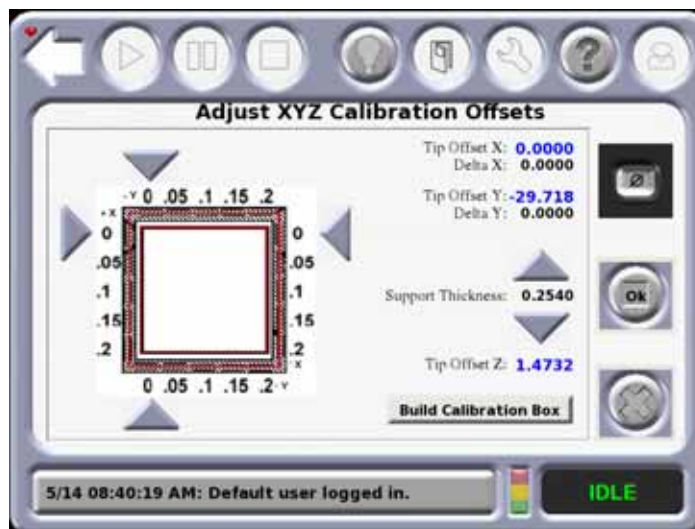 Adjust XYZ Calibration Offsets
Tip Offset X: 0.0000
Delta X: 0.0000
Tip Offset Y: -29.718
Delta Y: 0.0000
-Y 0 .05 .1 .15 .2
+X
0 0
.05 .05
.1 .1
.15 .15
.2 .2
X
0 .05 .1 .15 .2 -Y
Support Thickness: 0.2540
Tip Offset Z: 1.4732
Build Calibration Box
Ok
?
5/14 08:40:19 AM: Default user logged in.
IDLE